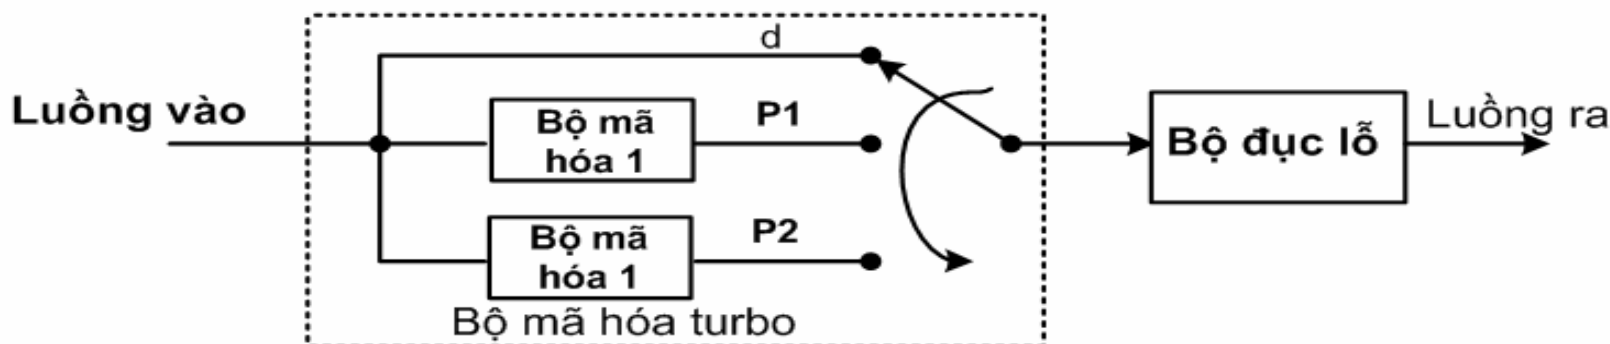 d
Luồng vào
Bộ mã
hóa 1
P1
Bộ đục lỗ
Luồng ra
Bộ mã
hóa 1
P2
Bộ mã hóa turbo